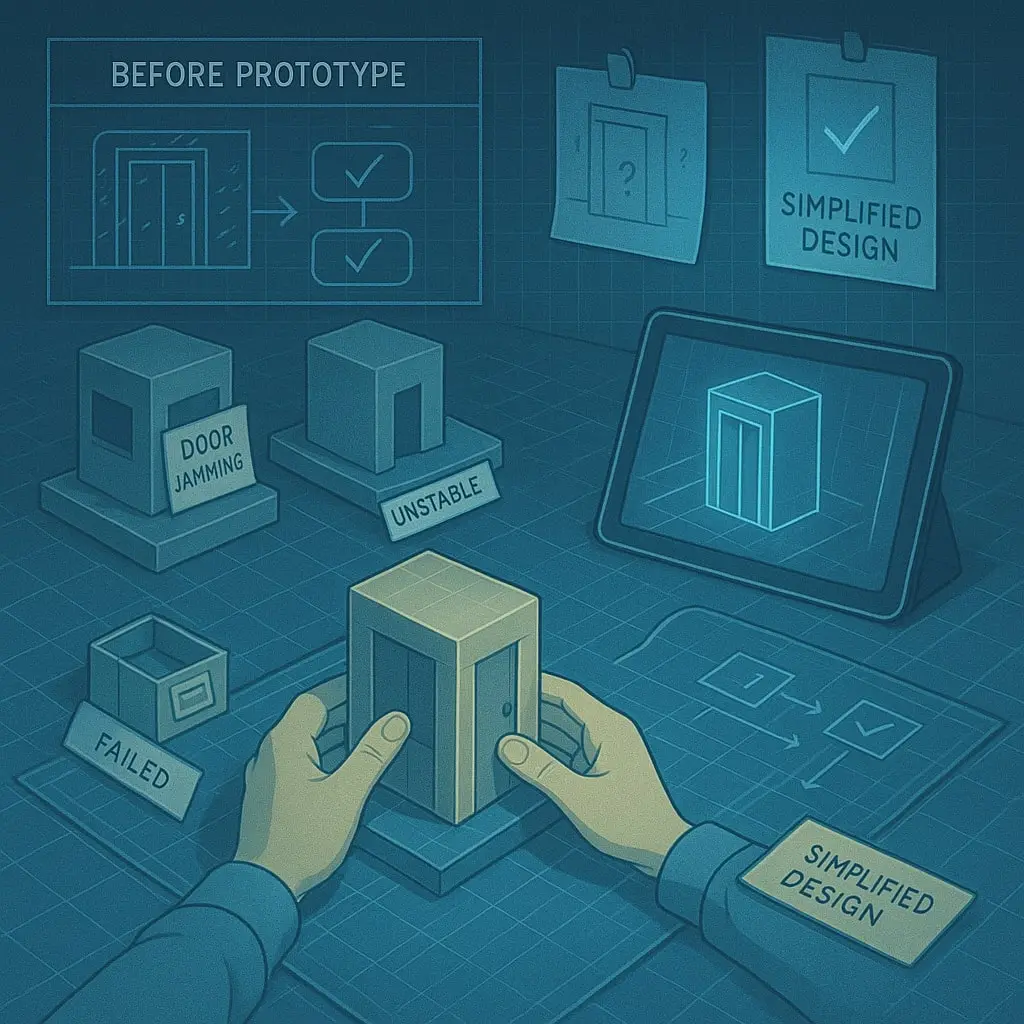 BEFORE PROTOTYPE
S
?
?
SIMPLIFIED
DESIGN
DOOR
JAMMING
UNSTABLE
FAILED
SIMPLIFIED
DESIGN